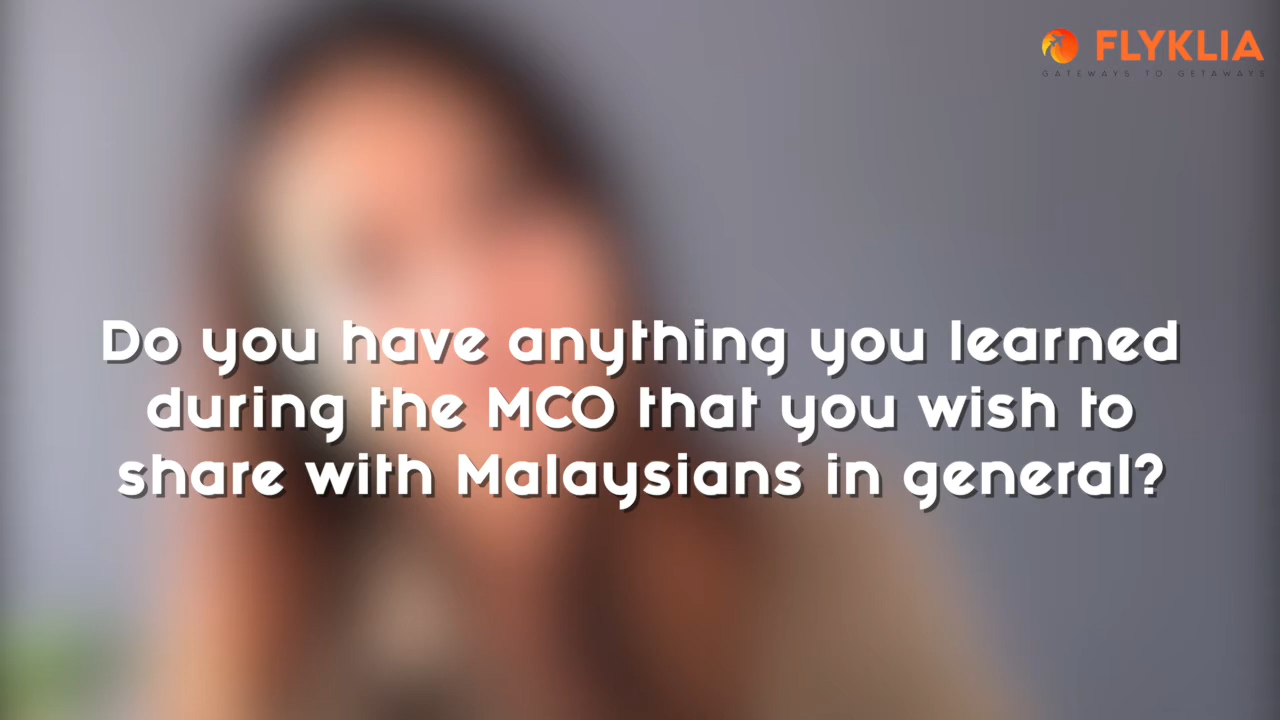 FLYKLIA
GATEWAYS TO GETAWAYS
Do you have anything you learned
during the MCO that you wish to
share with Malaysians in general?